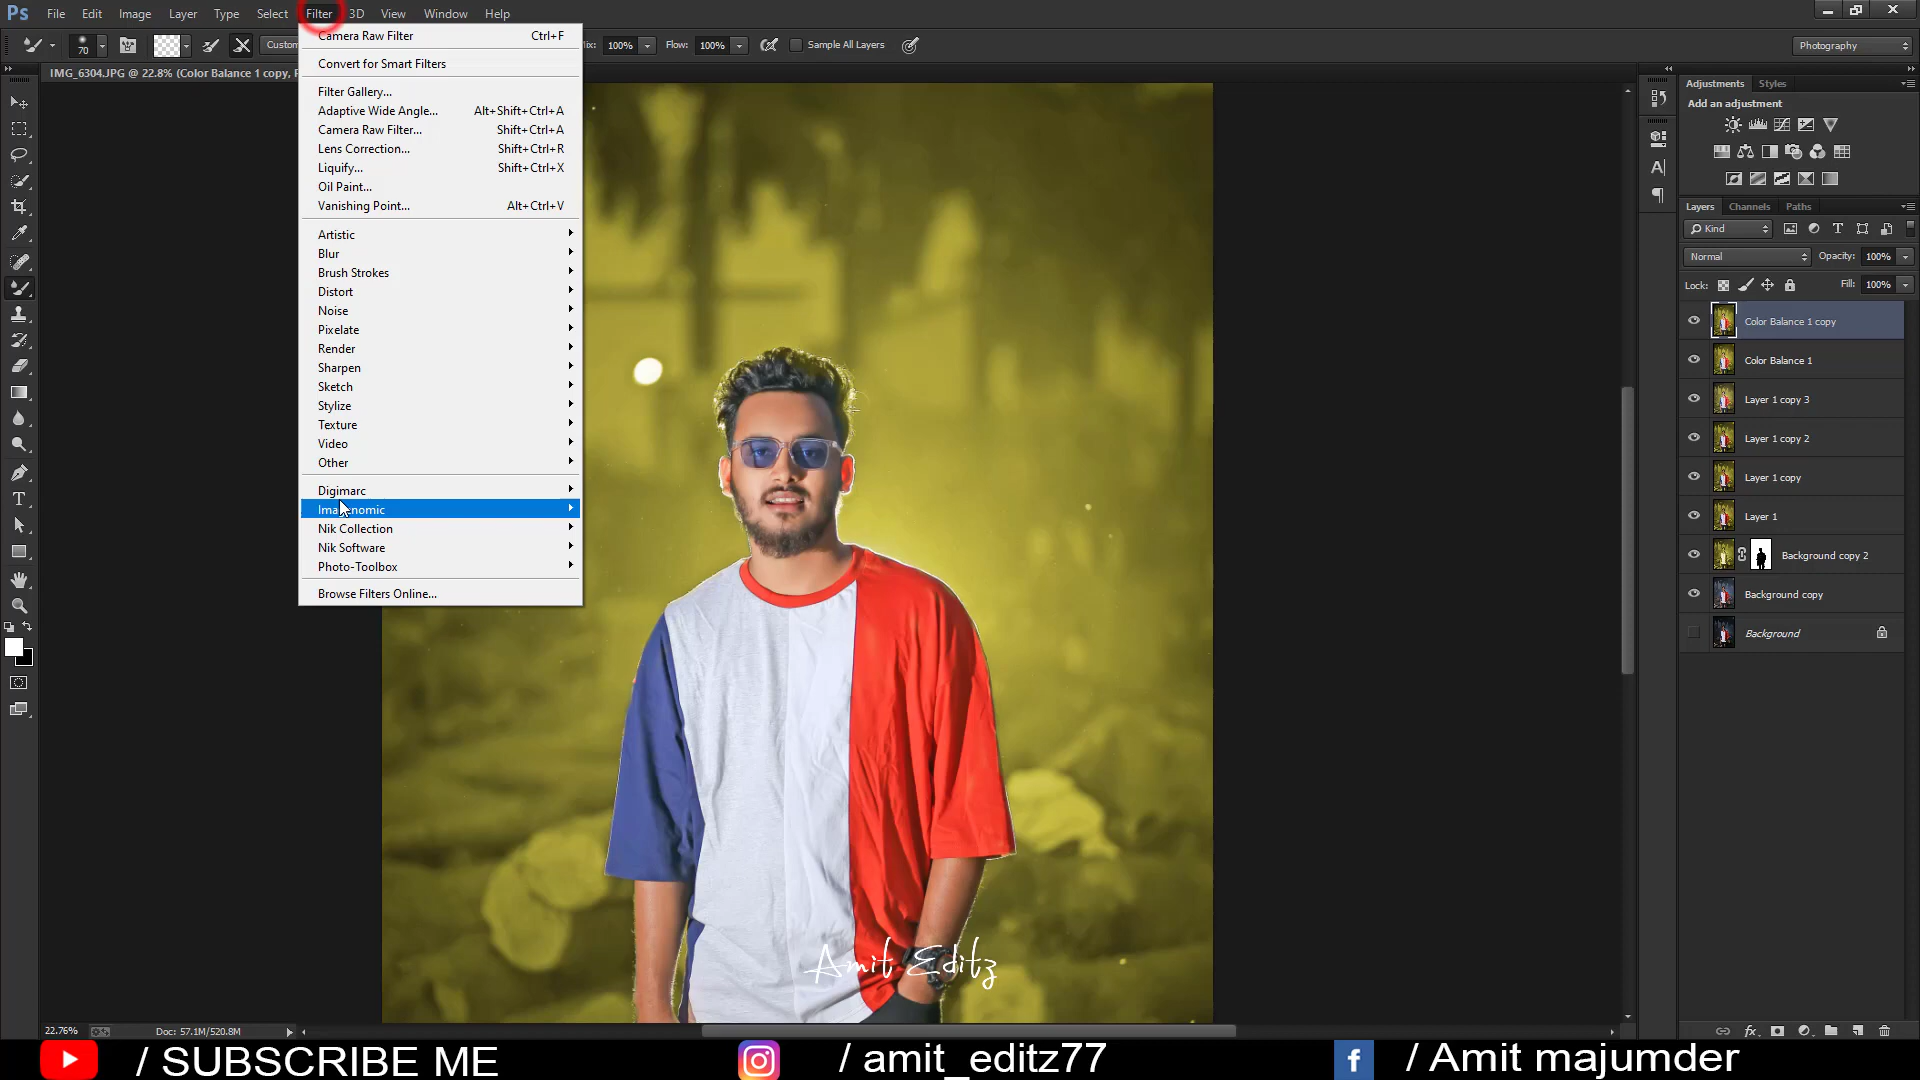 Ps File Edit Image Layer Type Select Filter 3D View Window Help
70 Mix: 100% Flow: 100% Sample All Layers Photography
IMG_6304.JPG @ 22.8% (Color Balance 1 copy,
Camera Raw Filter Ctrl+F
Convert for Smart Filters
Filter Gallery...
Adaptive Wide Angle... Alt+Shift+Ctrl+A
Camera Raw Filter... Shift+Ctrl+A
Lens Correction... Shift+Ctrl+R
Liquify... Shift+Ctrl+X
Oil Paint...
Vanishing Point... Alt+Ctrl+V
Artistic
Blur
Brush Strokes
Distort
Noise
Pixelate
Render
Sharpen
Sketch
Stylize
Texture
Video
Other
Digimarc
Imagenomic
Nik Collection
Nik Software
Photo-Toolbox
Browse Filters Online...
Adjustments Styles
Add an adjustment
Layers Channels Paths
Kind
Normal Opacity: 100%
Lock: Fill: 100%
Color Balance 1 copy
Color Balance 1
Layer 1 copy 3
Layer 1 copy 2
Layer 1 copy
Layer 1
Background copy 2
Background copy
Background
Amit Editz
22.76% Doc: 57.1M/520.8M
/ SUBSCRIBE ME / amit_editz77 / Amit majumder